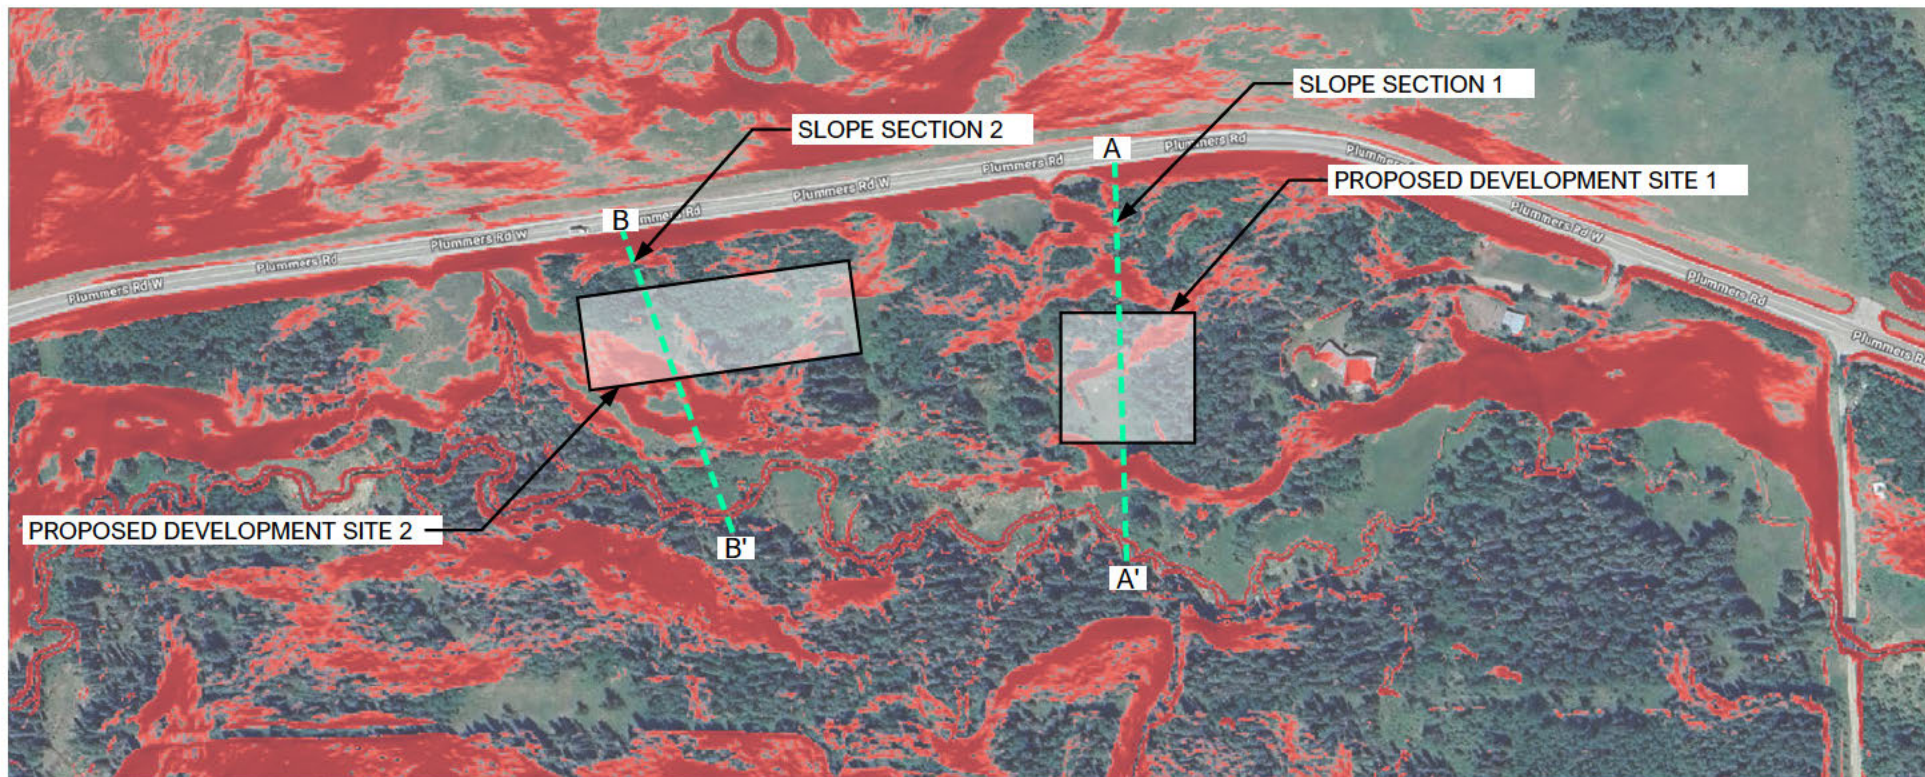 SLOPE SECTION 1
SLOPE SECTION 2
A
Plummers Rd
Plummers Rd
Plummers
PROPOSED DEVELOPMENT SITE 1
Plummers Rd W
B
mmers Rd
Plummers Rd W
Plummers Rd W
Plummers Rd
Plummers Rd
Plummers Rd W
Plummers R
PROPOSED DEVELOPMENT SITE 2
B'
A'